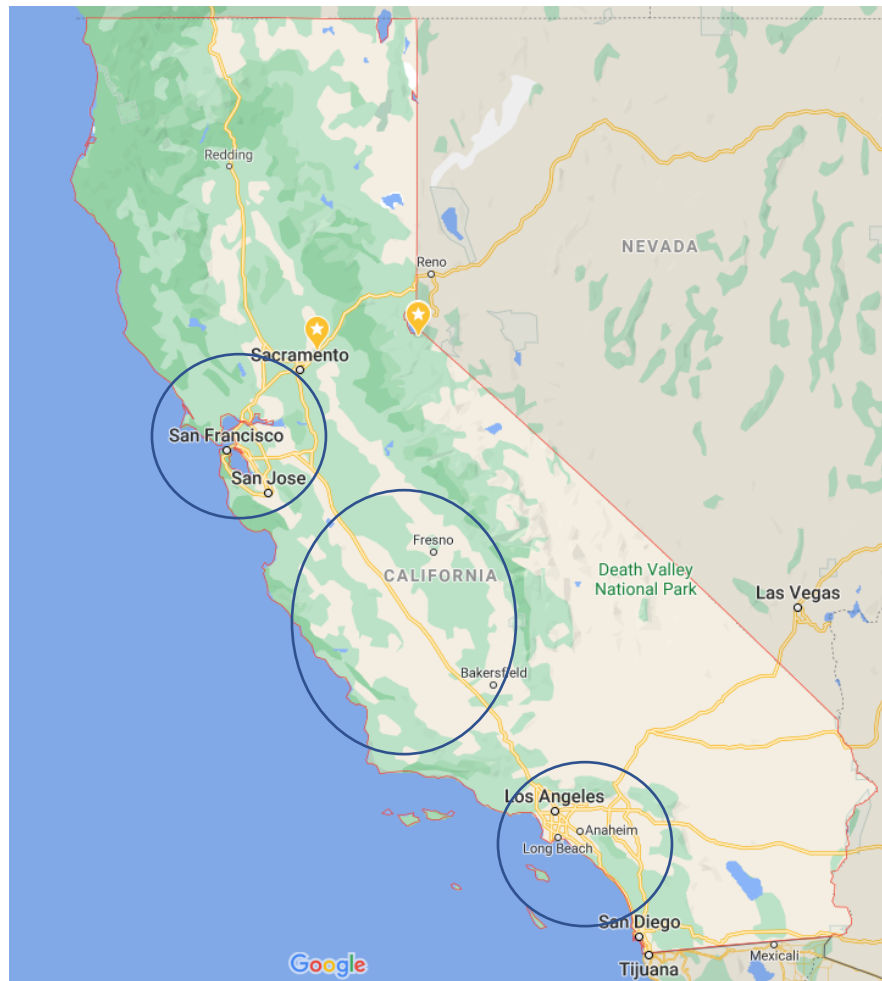 Redding
Reno
NEVADA
Sacramento
San Francisco
San Jose
Fresno
CALIFORNIA
Death Valley
National Park
Las Vegas
Bakersfield
Los Angeles
Anaheim
Long Beach
San Diego
Mexicali
Google
Tijuana